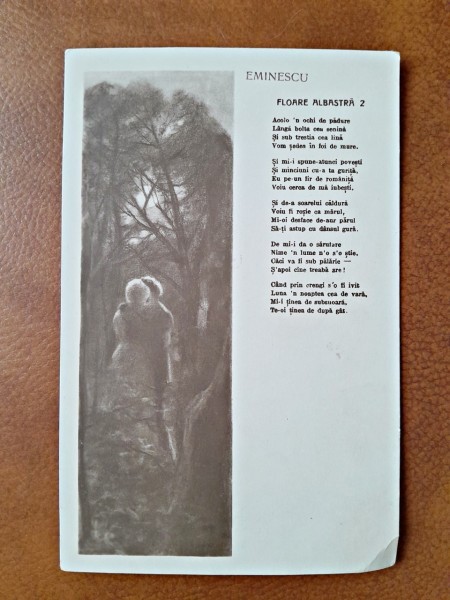 EMINESCU
FLOARE ALBASTRĂ 2
Acolo 'n ochi de pădure
Lângă bolta cea senină
Și sub trestia cea lină
Vom ședea în foi de mure.
Și mi-i spune-atunci povești
Și minciuni cu-a ta guriță,
Eu pe-un fir de romăniță
Voiu cerca de mă iubești.
Și de-a soarelui căldură
Voiu fi roșie ca mărul,
Mi-oi desface de-aur părul
Să-ți astup cu dânsul gura.
De mi-i da o sărutare
Nime 'n lume n'o s'o știe,
Căci va fi sub pălărie —
Ș'apoi cine treabă are!
Când prin crengi s'o fi ivit
Luna 'n noaptea cea de vară,
Mi-i ținea de subsuoară,
Te-oi ținea de după gât.